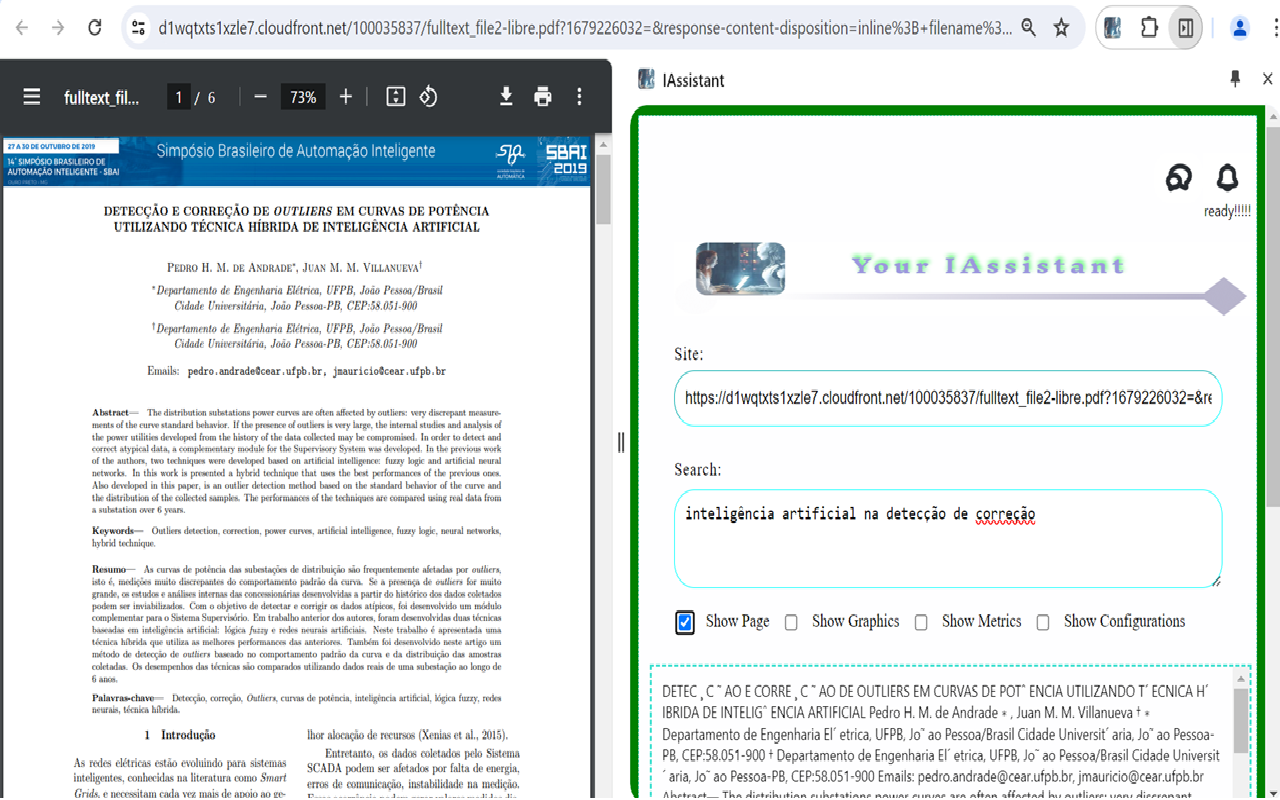 d1wqtxts1xzle7.cloudfront.net/100035837/fulltext_file2-libre.pdf?1679226032=&response-content-disposition=inline%3B+filename%3...
fulltext_fil...
1 / 6
73%
27 A 30 DE OUTUBRO DE 2019
14° SIMPÓSIO BRASILEIRO DE
AUTOMAÇÃO INTELIGENTE - SBAI
Simpósio Brasileiro de Automação Inteligente
AUTOMÁTICA
SBAI
2019
DETECÇÃO E CORREÇÃO DE OUTLIERS EM CURVAS DE POTÊNCIA
UTILIZANDO TÉCNICA HÍBRIDA DE INTELIGÊNCIA ARTIFICIAL
Pedro H. M. de Andrade*, Juan M. M. Villanueva†
*Departamento de Engenharia Elétrica, UFPB, João Pessoa/Brasil
Cidade Universitária, João Pessoa-PB, CEP:58.051-900
†Departamento de Engenharia Elétrica, UFPB, João Pessoa/Brasil
Cidade Universitária, João Pessoa-PB, CEP:58.051-900
Emails: pedro.andrade@cear.ufpb.br, jmauricio@cear.ufpb.br
Abstract— The distribution substations power curves are often affected by outliers: very discrepant measure-
ments of the curve standard behavior. If the presence of outliers is very large, the internal studies and analysis of
the power utilities developed from the history of the data collected may be compromised. In order to detect and
correct atypical data, a complementary module for the Supervisory System was developed. In the previous work
of the authors, two techniques were developed based on artificial intelligence: fuzzy logic and artificial neural
networks. In this work is presented a hybrid technique that uses the best performances of the previous ones.
Also developed in this paper, is an outlier detection method based on the standard behavior of the curve and
the distribution of the collected samples. The performances of the techniques are compared using real data from
a substation over 6 years.
Keywords— Outliers detection, correction, power curves, artificial intelligence, fuzzy logic, neural networks,
hybrid technique.
Resumo— As curvas de potência das substações de distribuição são frequentemente afetadas por outliers,
isto é, medições muito discrepantes do comportamento padrão da curva. Se a presença de outliers for muito
grande, os estudos e análises internas das concessionárias desenvolvidas a partir do histórico dos dados coletados
podem ser inviabilizados. Com o objetivo de detectar e corrigir os dados atípicos, foi desenvolvido um módulo
complementar para o Sistema Supervisório. Em trabalho anterior dos autores, foram desenvolvidas duas técnicas
baseadas em inteligência artificial: lógica fuzzy e redes neurais artificiais. Neste trabalho é apresentada uma
técnica híbrida que utiliza as melhores performances das anteriores. Também foi desenvolvido neste artigo um
método de detecção de outliers baseado no comportamento padrão da curva e da distribuição das amostras
coletadas. Os desempenhos das técnicas são comparados utilizando dados reais de uma subestação ao longo de
6 anos.
Palavras-chave— Detecção, correção, Outliers, curvas de potência, inteligência artificial, lógica fuzzy, redes
neurais, técnica híbrida.
1 Introdução
As redes elétricas estão evoluindo para sistemas
inteligentes, conhecidas na literatura como Smart
Grids, e necessitam cada vez mais de apoio ao ge-
lhor alocação de recursos (Xenias et al., 2015).
Entretanto, os dados coletados pelo Sistema
SCADA podem ser afetados por falta de energia,
erros de comunicação, instabilidade na medição.
IAssistant
ready!!!!!
Your IAssistant
Site:
https://d1wqtxts1xzle7.cloudfront.net/100035837/fulltext_file2-libre.pdf?1679226032=&re
Search:
inteligência artificial na detecção de correção
Show Page Show Graphics Show Metrics Show Configurations
DETEC ¸ C ˜ AO E CORRE ¸ C ˜ AO DE OUTLIERS EM CURVAS DE POTˆ ENCIA UTILIZANDO T´ ECNICA H´
IBRIDA DE INTELIGˆ ENCIA ARTIFICIAL Pedro H. M. de Andrade ∗ , Juan M. M. Villanueva † ∗
Departamento de Engenharia El´ etrica, UFPB, Jo˜ ao Pessoa/Brasil Cidade Universit´ aria, Jo˜ ao Pessoa-
PB, CEP:58.051-900 † Departamento de Engenharia El´ etrica, UFPB, Jo˜ ao Pessoa/Brasil Cidade Universit
´ aria, Jo˜ ao Pessoa-PB, CEP:58.051-900 Emails: pedro.andrade@cear.ufpb.br, jmauricio@cear.ufpb.br
Abstract— The distribution substations power curves are often affected by outliers: very discrepant